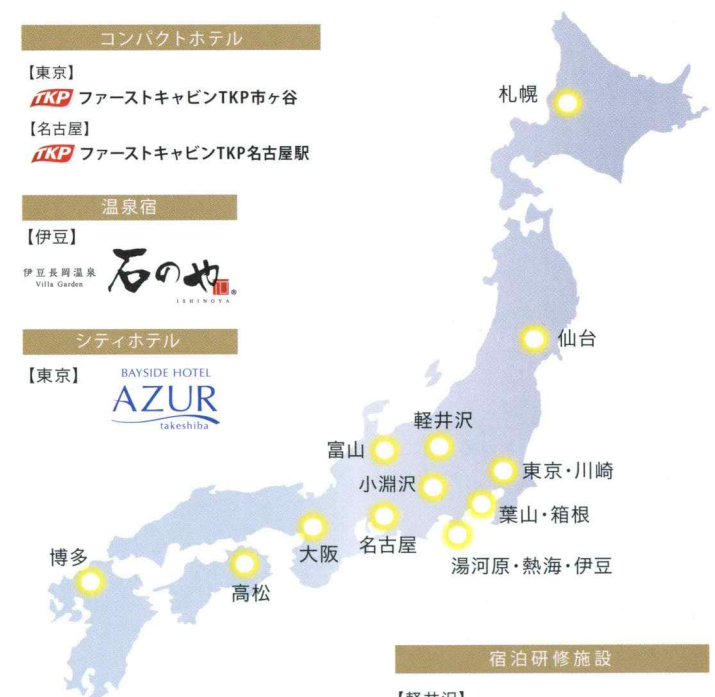 コンパクトホテル
【東京】
TKP ファーストキャビンTKP市ヶ谷
【名古屋】
TKP ファーストキャビンTKP名古屋駅
温泉宿
【伊豆】
伊豆長岡温泉
Villa Garden
石のや
ISHINOYA
シティホテル
【東京】
BAYSIDE HOTEL
AZUR
takeshiba
札幌
仙台
軽井沢
富山
小淵沢
東京・川崎
葉山・箱根
名古屋
大阪
湯河原・熱海・伊豆
博多
高松
宿泊研修施設
【軽井沢】